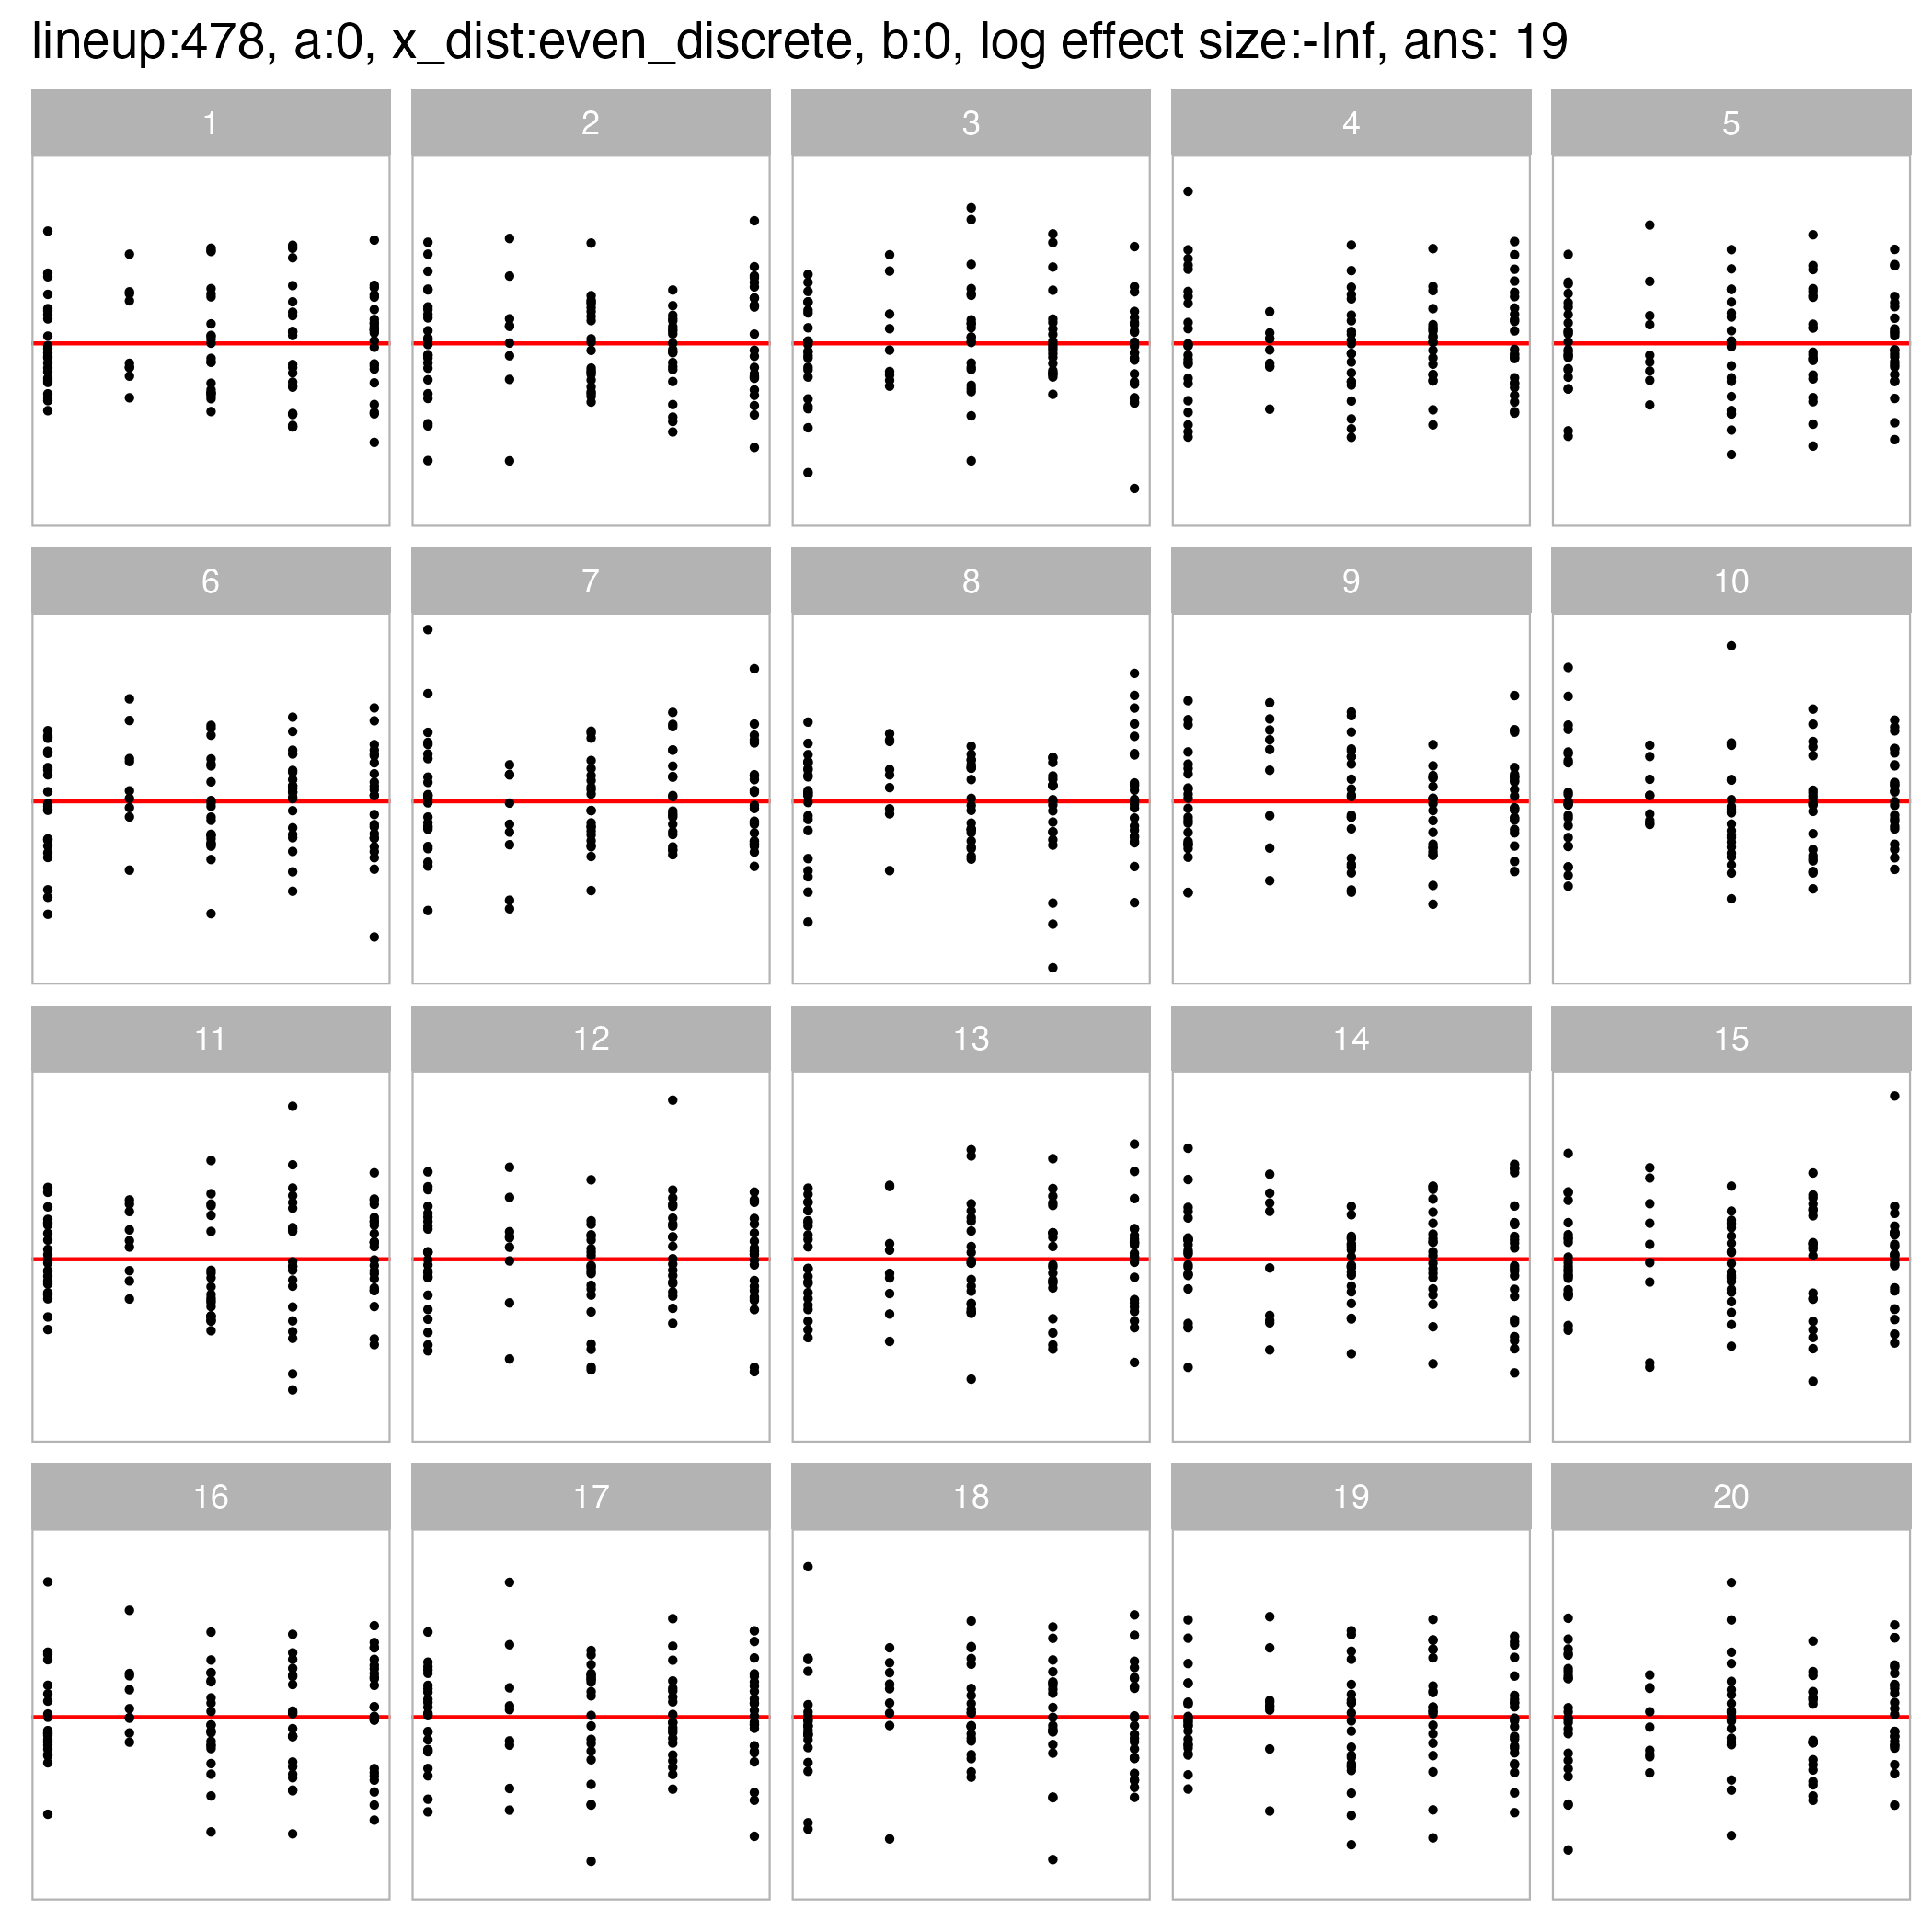 lineup:478, a:0, x_dist:even_discrete, b:0, log effect size:-Inf, ans: 19
1 2 3 4 5
6 7 8 9 10
11 12 13 14 15
16 17 18 19 20